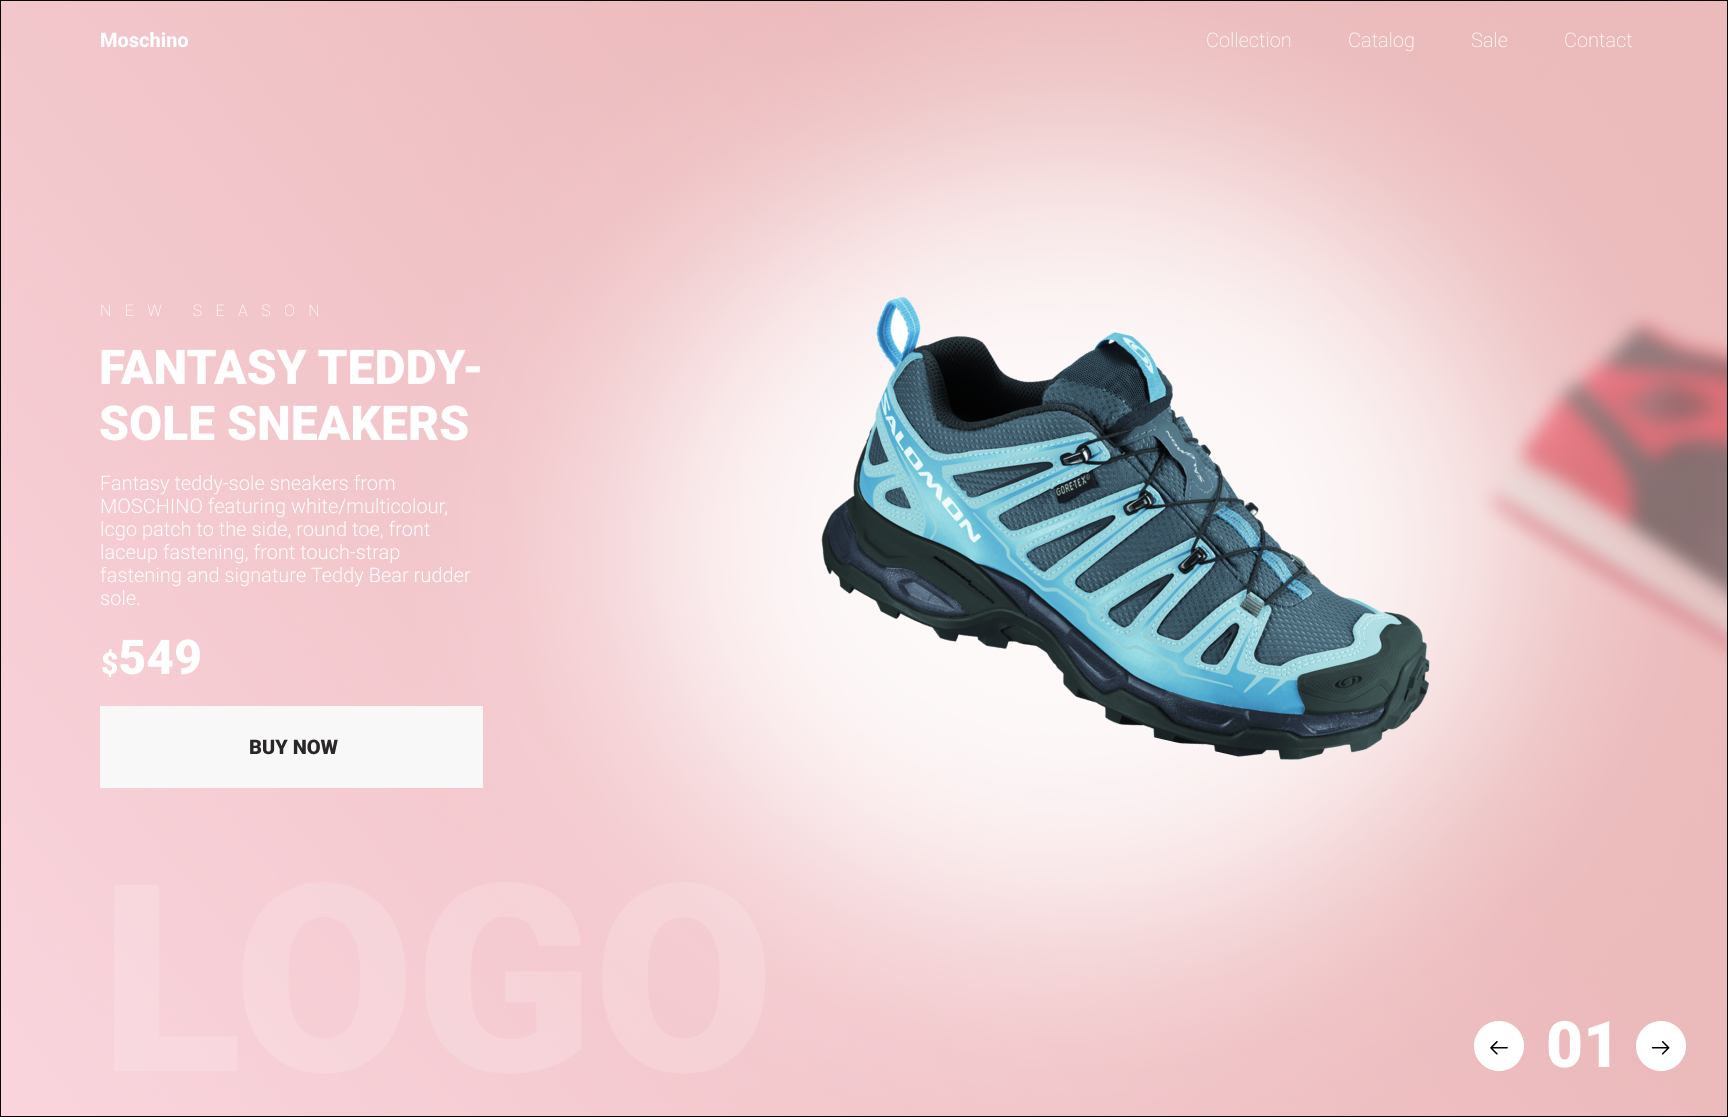 Moschino
Collection Catalog Sale Contact
NEW SEASON
FANTASY TEDDY-
SOLE SNEAKERS
Fantasy teddy-sole sneakers from
MOSCHINO featuring white/multicolour,
lcgo patch to the side, round toe, front
laceup fastening, front touch-strap
fastening and signature Teddy Bear rudder
sole.
$549
BUY NOW
SALOMON
GORE-TEX
SALOMON
LOGO
01